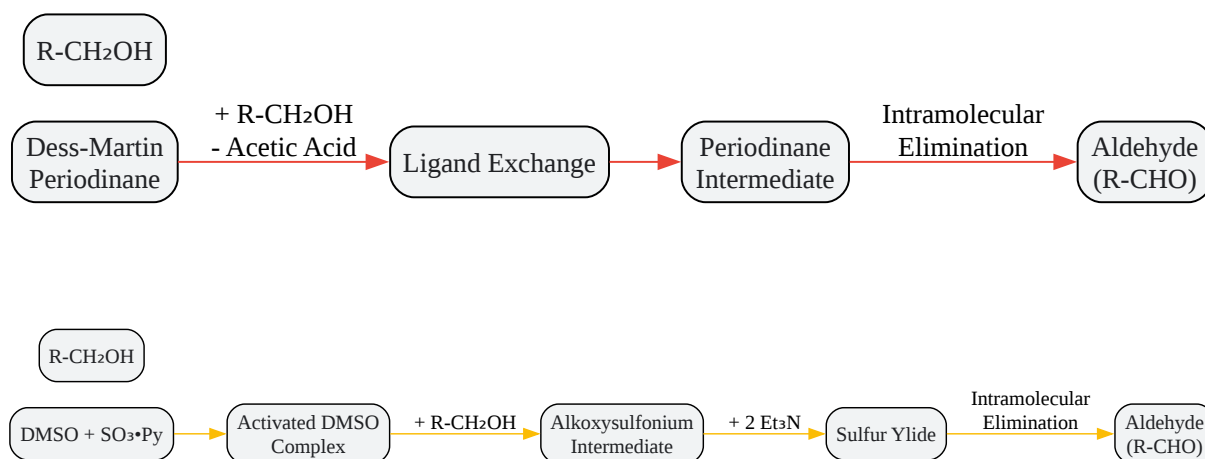 R-CH₂OH
Dess-Martin
Periodinane
+ R-CH₂OH
- Acetic Acid
Ligand Exchange
Periodinane
Intermediate
Intramolecular
Elimination
Aldehyde
(R-CHO)
R-CH₂OH
DMSO + SO₃•Py
Activated DMSO
Complex
+ R-CH₂OH
Alkoxysulfonium
Intermediate
+ 2 Et₃N
Sulfur Ylide
Intramolecular
Elimination
Aldehyde
(R-CHO)